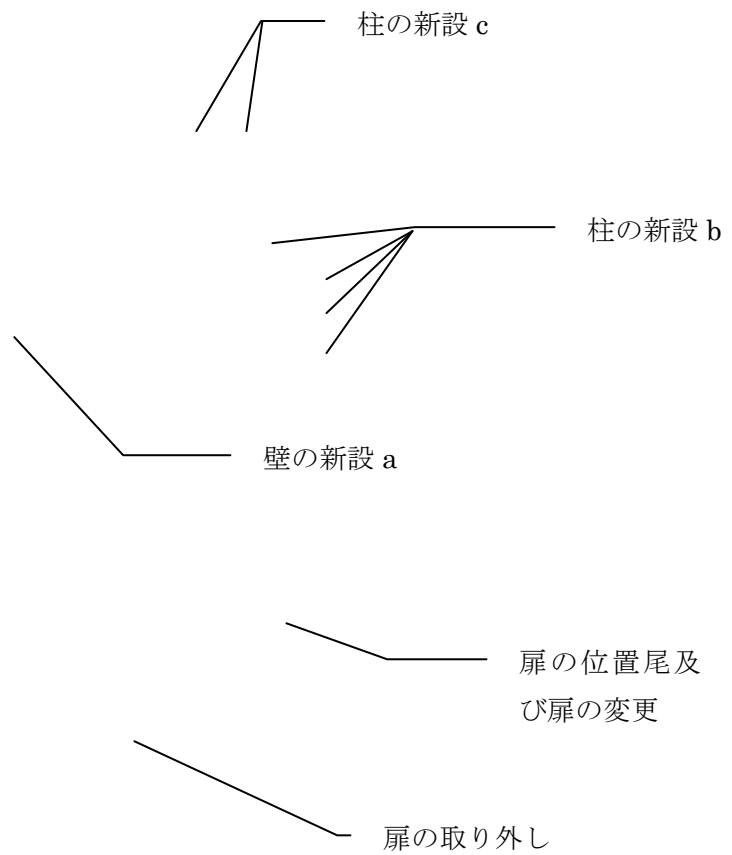 柱の新設 c
柱の新設 b
壁の新設 a
扉の位置尾及
び扉の変更
扉の取り外し